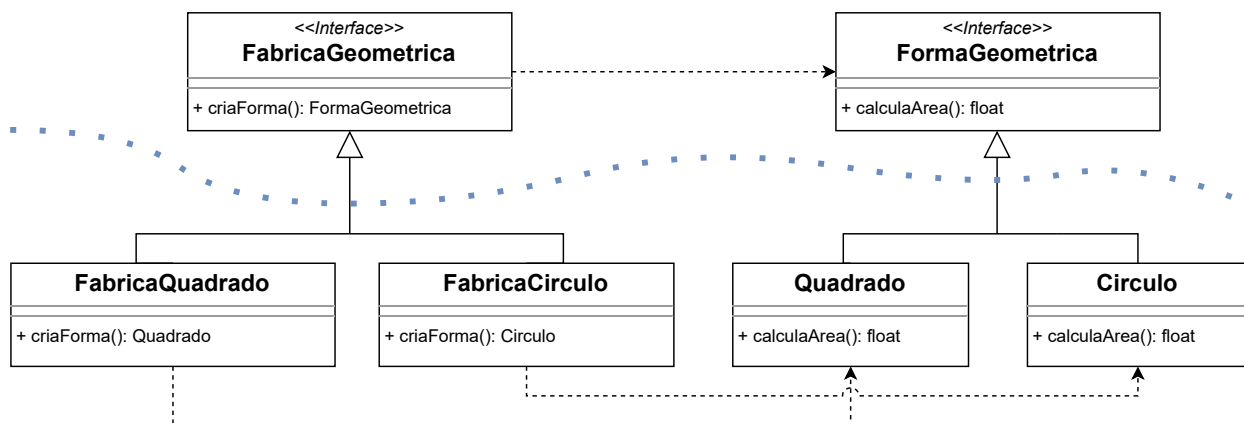 <<Interface>>
FabricaGeometrica
+ criaForma(): FormaGeometrica
<<Interface>>
FormaGeometrica
+ calculaArea(): float
FabricaQuadrado
+ criaForma(): Quadrado
FabricaCirculo
+ criaForma(): Circulo
Quadrado
+ calculaArea(): float
Circulo
+ calculaArea(): float